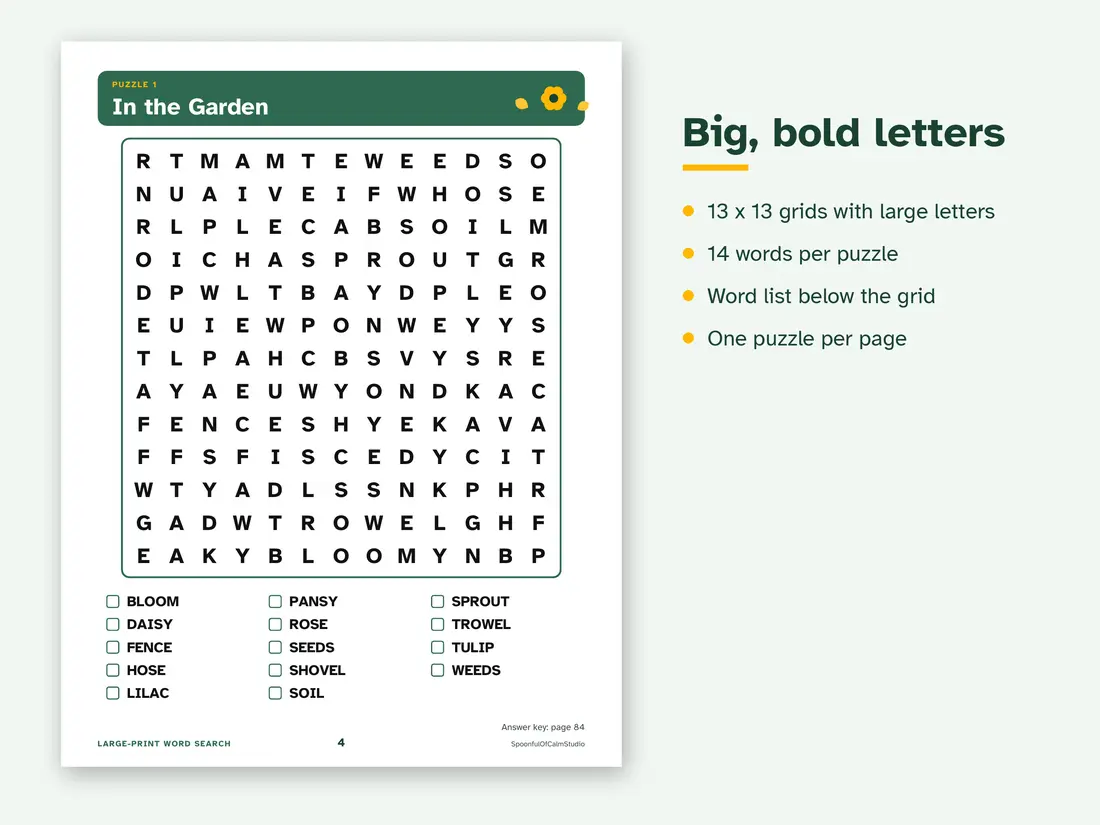 PUZZLE 1
In the Garden
R T M A M T E W E E D S O
N U A I V E I F W H O S E
R L P L E C A B S O I L M
O I C H A S P R O U T G R
D P W L T B A Y D P L E O
E U I E W P O N W E Y Y S
T L P A H C B S V Y S R E
A Y A E U W Y O N D K A C
F E N C E S H Y E K A V A
F F S F I S C E D Y C I T
W T Y A D L S S N K P H R
G A D W T R O W E L G H F
E A K Y B L O O M Y N B P
BLOOM PANSY SPROUT
DAISY ROSE TROWEL
FENCE SEEDS TULIP
HOSE SHOVEL WEEDS
LILAC SOIL
Answer key: page 84
LARGE-PRINT WORD SEARCH 4 SpoonfulOfCalmStudio
Big, bold letters
13 x 13 grids with large letters
14 words per puzzle
Word list below the grid
One puzzle per page